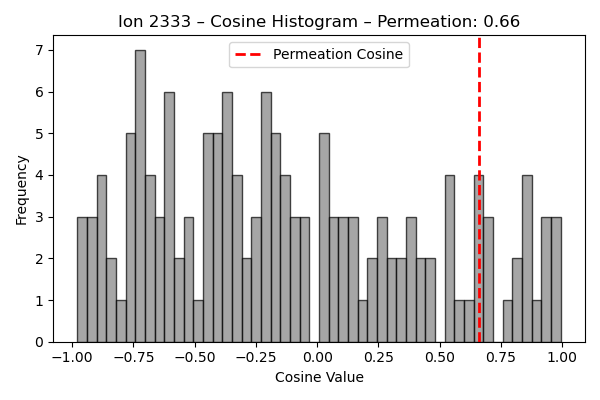 Ion 2333 – Cosine Histogram – Permeation: 0.66
Permeation Cosine
Frequency
7
6
5
4
3
2
1
0
−1.00 −0.75 −0.50 −0.25 0.00 0.25 0.50 0.75 1.00
Cosine Value